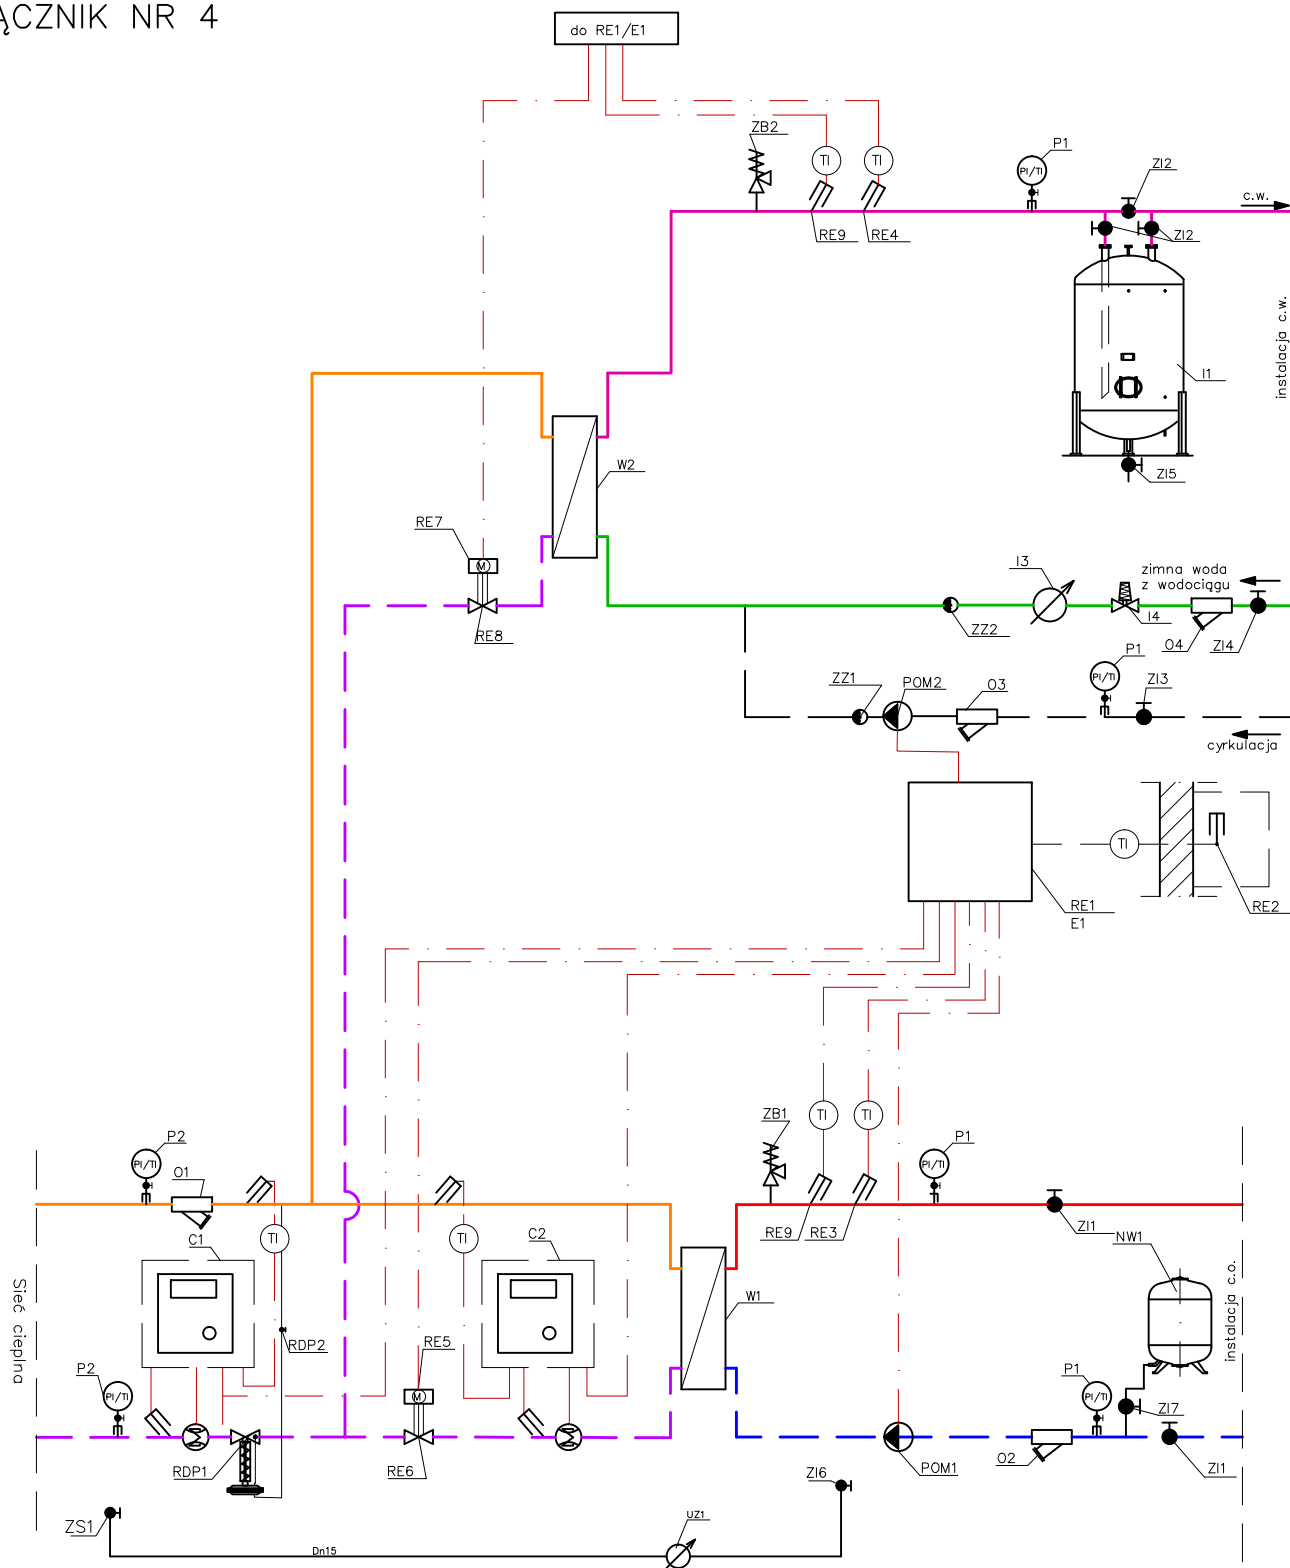 ĄCZNIK NR 4
do RE1/E1
ZB2
TI
TI
P1
PI/TI
ZI2
c.w.
RE9
RE4
ZI2
instalacja c.w.
I1
W2
ZI5
RE7
M
RE8
I3
zimna woda
z wodociągu
ZZ2
I4
O4
ZI4
P1
PI/TI
ZZ1
POM2
O3
ZI3
cyrkulacja
TI
RE1
E1
RE2
ZB1
TI
TI
P1
PI/TI
P2
PI/TI
O1
RE9
RE3
ZI1
NW1
C1
TI
TI
C2
W1
Sieć cieplna
instalacja c.o.
RDP2
RE5
M
P2
PI/TI
P1
PI/TI
ZI7
RDP1
RE6
POM1
O2
ZI1
ZI6
ZS1
UZ1
Dn15